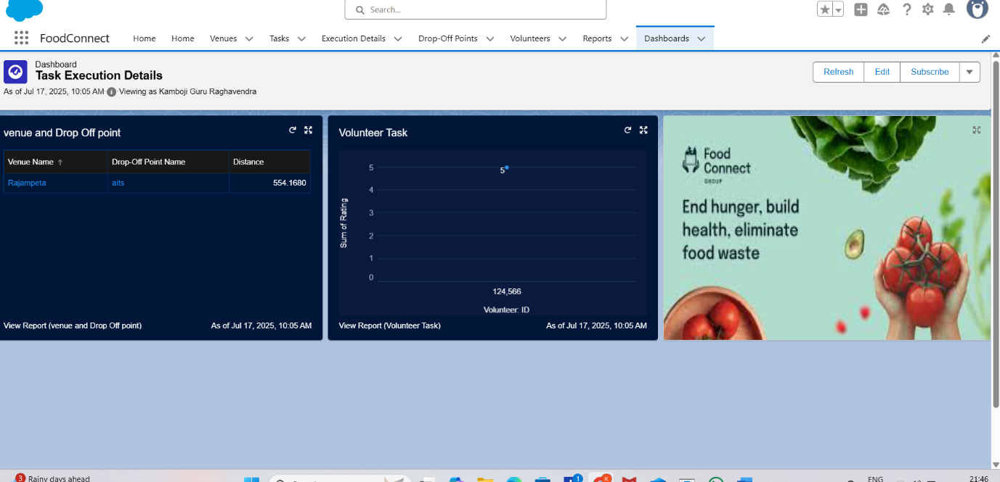 Search...
FoodConnect
Home
Home
Venues
Tasks
Execution Details
Drop-Off Points
Volunteers
Reports
Dashboards
Dashboard
Task Execution Details
As of Jul 17, 2025, 10:05 AM Viewing as Kamboji Guru Raghavendra
Refresh
Edit
Subscribe
venue and Drop Off point
Venue Name ↑
Drop-Off Point Name
Distance
Rajampeta
aits
554.1680
View Report (venue and Drop Off point)
As of Jul 17, 2025, 10:05 AM
Volunteer Task
Sum of Rating
5
4
3
2
1
0
5
124,566
Volunteer: ID
View Report (Volunteer Task)
As of Jul 17, 2025, 10:05 AM
Food
Connect
GROUP
End hunger, build
health, eliminate
food waste
3
Rainy days ahead
1
K
ENG
21:46